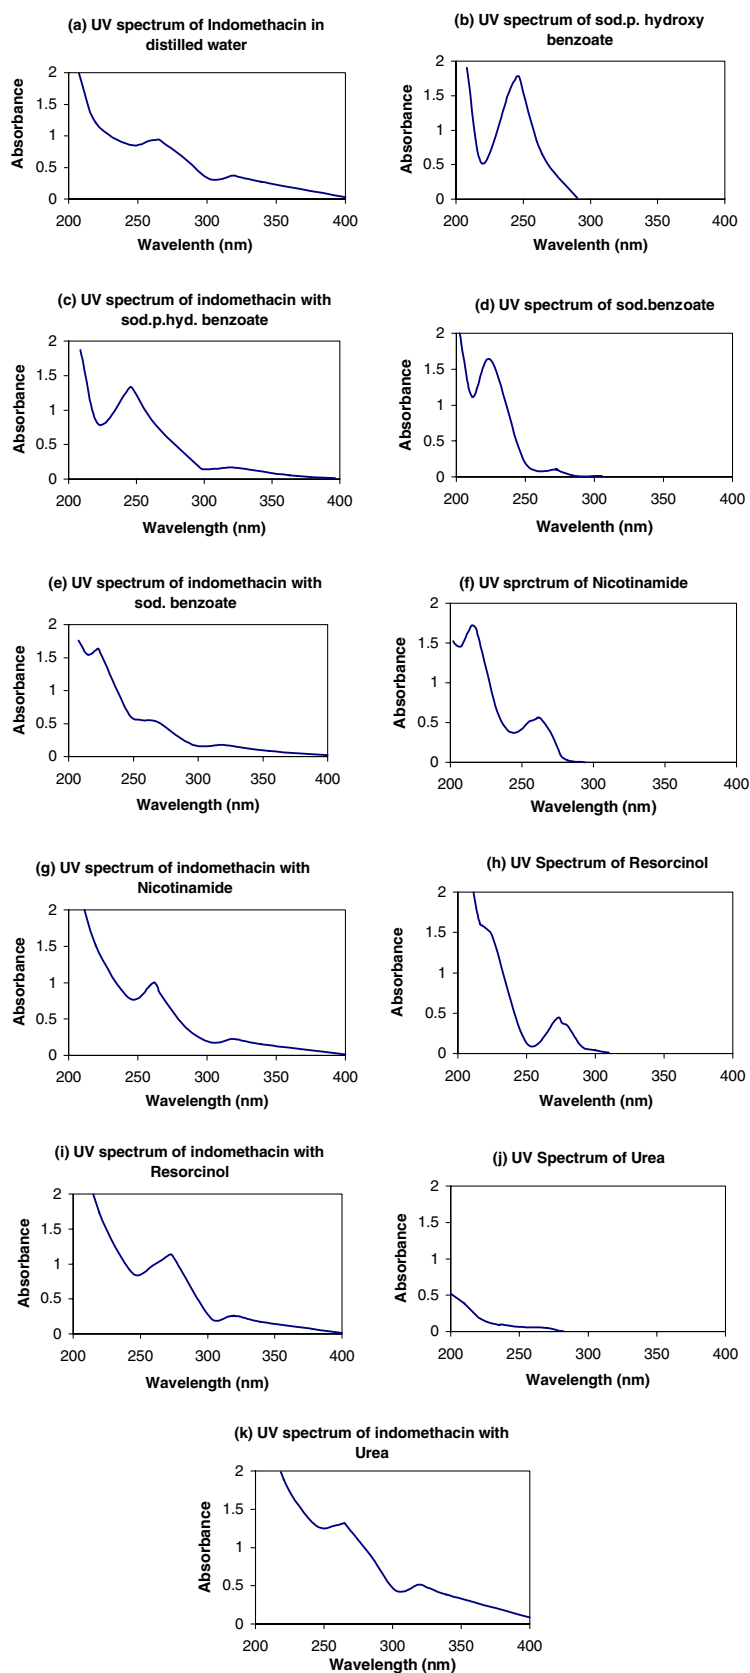 (a) UV spectrum of Indomethacin in
distilled water
2
1.5
1
0.5
0
Absorbance
200 250 300 350 400
Wavelenth (nm)
(b) UV spectrum of sod.p. hydroxy
benzoate
2
1.5
1
0.5
0
Absorbance
200 250 300 350 400
Wavelength (nm)
(c) UV spectrum of indomethacin with
sod.p.hyd. benzoate
2
1.5
1
0.5
0
Absorbance
200 250 300 350 400
Wavelength (nm)
(d) UV spectrum of sod.benzoate
2
1.5
1
0.5
0
Absorbance
200 250 300 350 400
Wavelenth (nm)
(e) UV spectrum of indomethacin with
sod. benzoate
2
1.5
1
0.5
0
Absorbance
200 250 300 350 400
Wavelength (nm)
(f) UV sprctrum of Nicotinamide
2
1.5
1
0.5
0
Absorbance
200 250 300 350 400
Wavelength (nm)
(g) UV spectrum of indomethacin with
Nicotinamide
2
1.5
1
0.5
0
Absorbance
200 250 300 350 400
Wavelength (nm)
(h) UV Spectrum of Resorcinol
2
1.5
1
0.5
0
Absorbance
200 250 300 350 400
Wavelenth (nm)
(i) UV spectrum of indomethacin with
Resorcinol
2
1.5
1
0.5
0
Absorbance
200 250 300 350 400
Wavelength (nm)
(j) UV Spectrum of Urea
2
1.5
1
0.5
0
Absorbance
200 250 300 350 400
Wavelength (nm)
(k) UV spectrum of indomethacin with
Urea
2
1.5
1
0.5
0
Absorbance
200 250 300 350 400
Wavelength (nm)